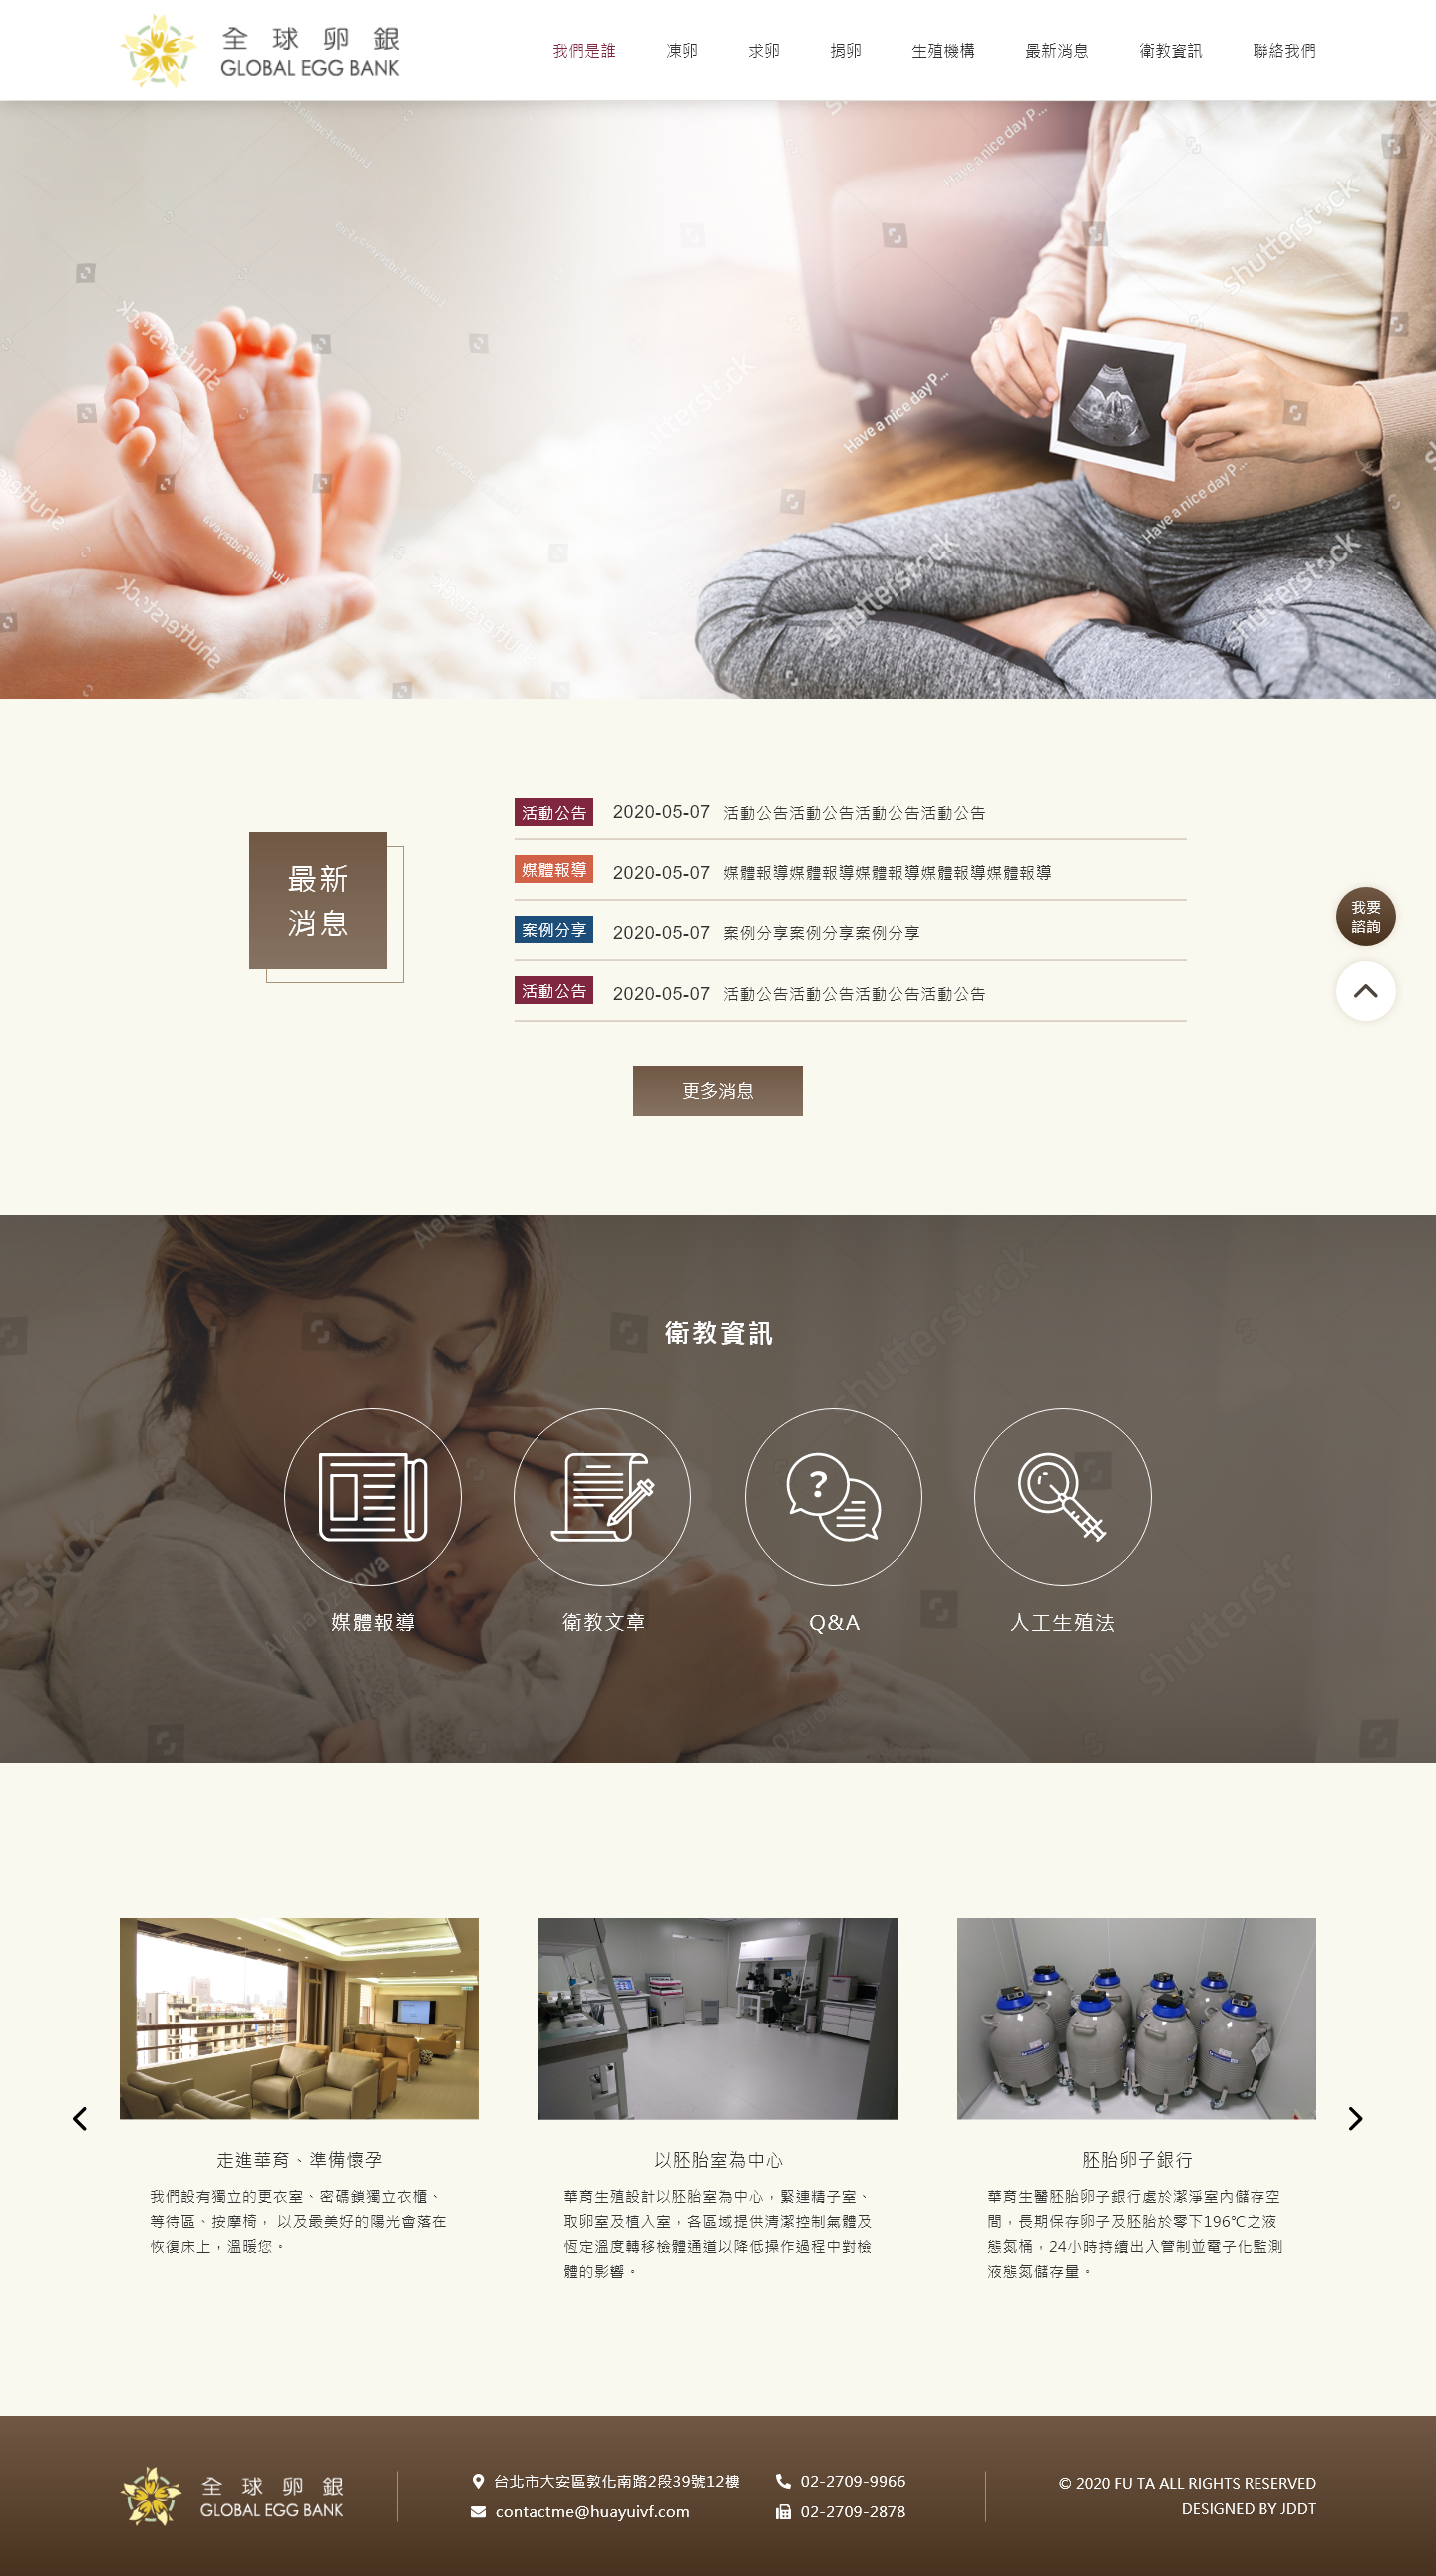 全球卵銀
GLOBAL EGG BANK
我們是誰 凍卵 求卵 捐卵 生殖機構 最新消息 衛教資訊 聯絡我們
Have a nice day P...
shutterstock
shutterstock
Have a nice day P...
shutterstock
Have a nice day P...
shutterstock
shutterstock
最新
消息
活動公告 2020-05-07 活動公告活動公告活動公告活動公告
媒體報導 2020-05-07 媒體報導媒體報導媒體報導媒體報導媒體報導
案例分享 2020-05-07 案例分享案例分享案例分享
活動公告 2020-05-07 活動公告活動公告活動公告活動公告
我要
諮詢
更多消息
shutterstock
衛教資訊
Alena Ozerova
媒體報導 衛教文章 Q&A 人工生殖法
shutterstock
走進華育、準備懷孕
我們設有獨立的更衣室、密碼鎖獨立衣櫃、
等待區、按摩椅， 以及最美好的陽光會落在
恢復床上，溫暖您。
以胚胎室為中心
華育生殖設計以胚胎室為中心，緊連精子室、
取卵室及植入室，各區域提供清潔控制氣體及
恆定溫度轉移檢體通道以降低操作過程中對檢
體的影響。
胚胎卵子銀行
華育生醫胚胎卵子銀行處於潔淨室內儲存空
間，長期保存卵子及胚胎於零下196℃之液
態氮桶，24小時持續出入管制並電子化監測
液態氮儲存量。
全球卵銀
GLOBAL EGG BANK
台北市大安區敦化南路2段39號12樓
contactme@huayuivf.com
02-2709-9966
02-2709-2878
© 2020 FU TA ALL RIGHTS RESERVED
DESIGNED BY JDDT